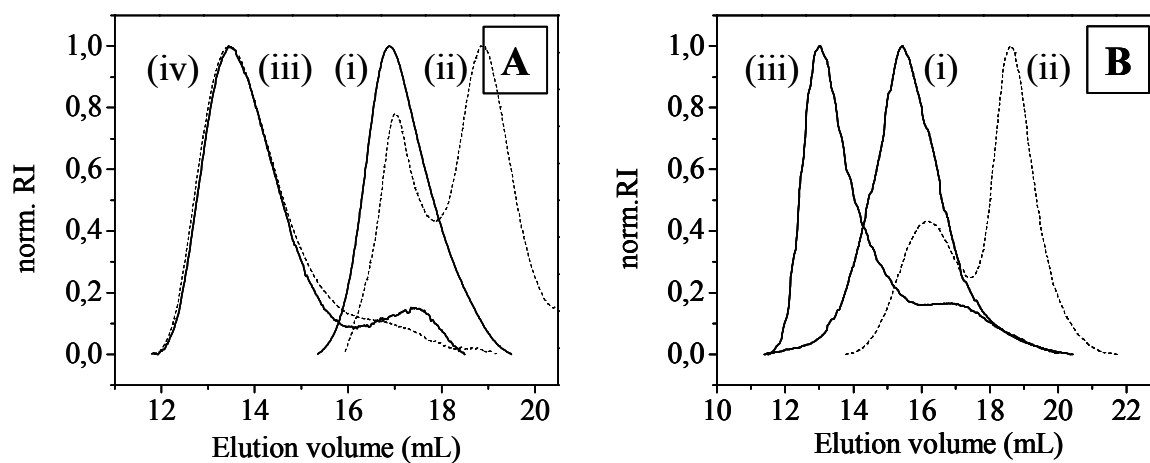 (iv) (iii) (i) (ii) A
norm. RI
1,0
0,8
0,6
0,4
0,2
0,0
12 14 16 18 20
Elution volume (mL)
(iii) (i) (ii) B
norm.RI
1,0
0,8
0,6
0,4
0,2
0,0
10 12 14 16 18 20 22
Elution volume (mL)